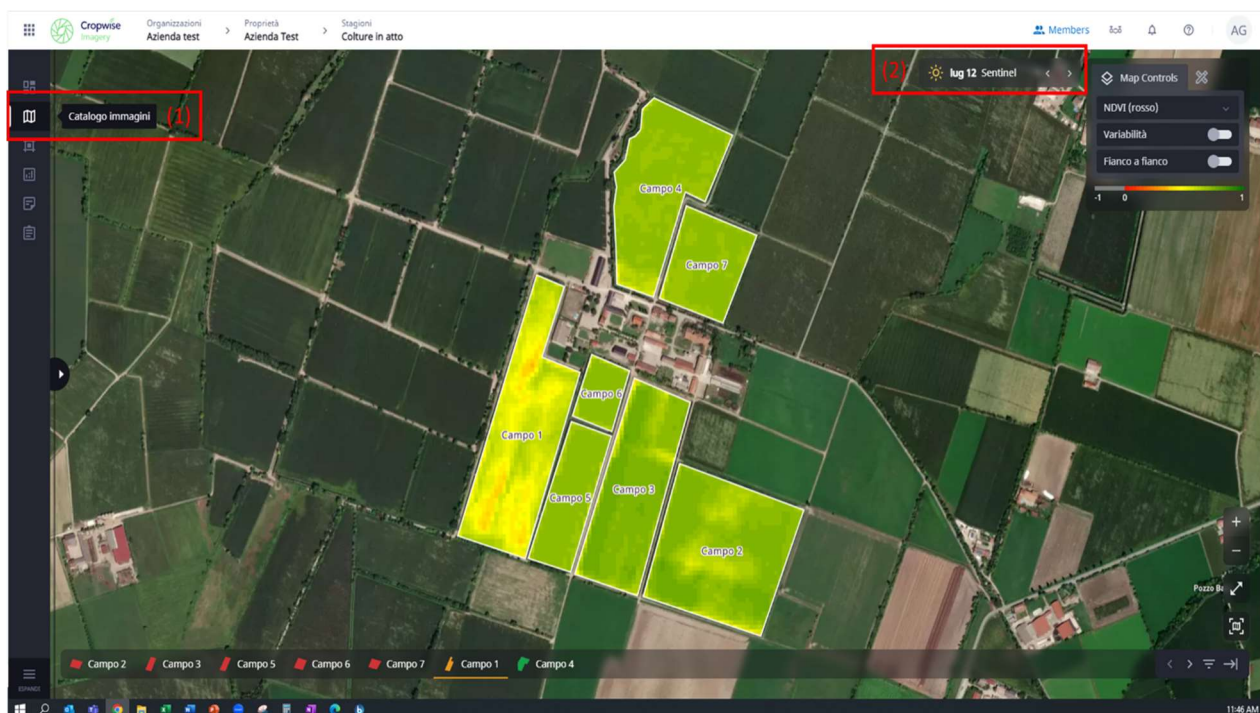 Cropwise
Imagery
Organizzazioni
Azienda test
Proprietà
Azienda Test
Stagioni
Colture in atto
Members
AG
Catalogo immagini
(1)
(2)
lug 12 Sentinel
Map Controls
NDVI (rosso)
Variabilità
Fianco a fianco
-1 0 1
Campo 4
Campo 7
Campo 6
Campo 1
Campo 3
Campo 5
Campo 2
Pozzo Ba
Campo 2
Campo 3
Campo 5
Campo 6
Campo 7
Campo 1
Campo 4
ESPANDI
11:46 AM